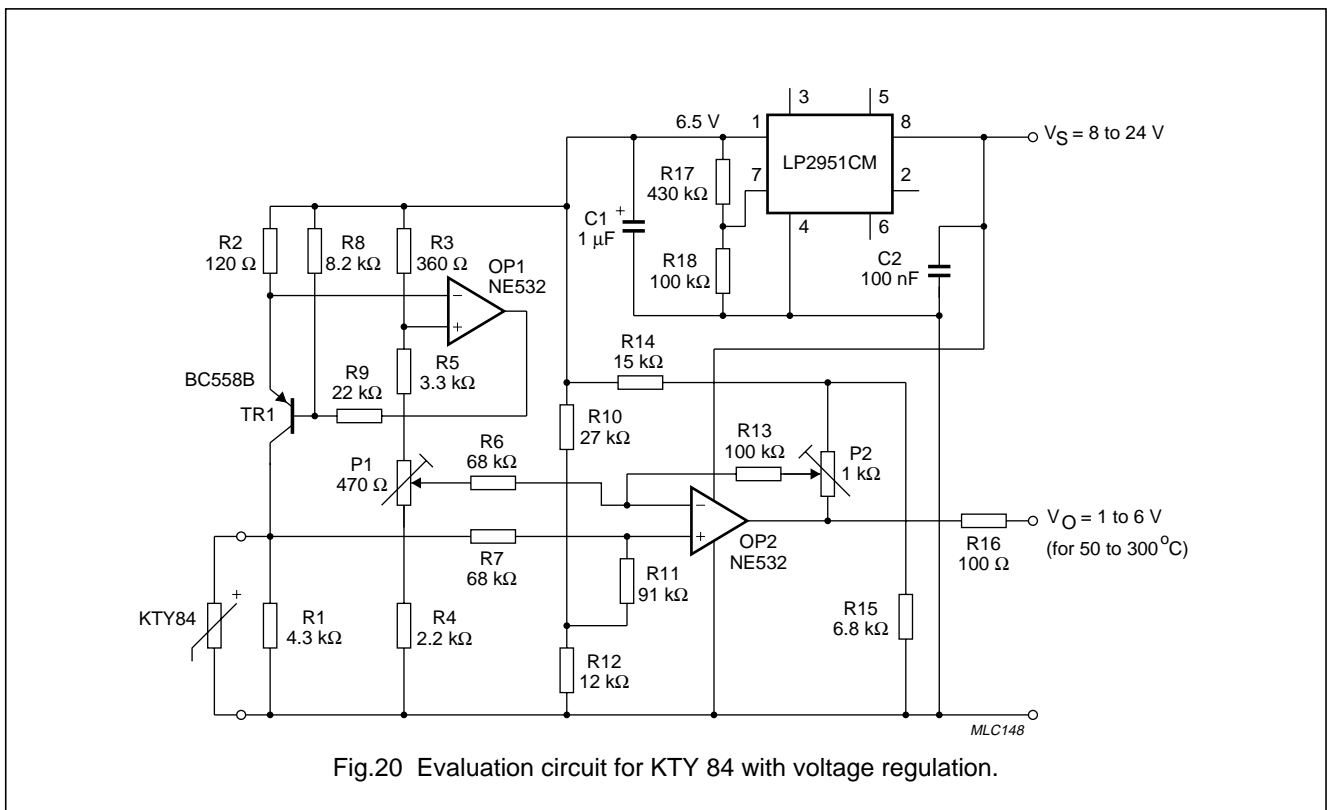 3
5
6.5 V
1
8
V_S = 8 to 24 V
LP2951CM
R17
430 kΩ
7
2
C1
1 μF
+
4
6
R18
100 kΩ
C2
100 nF
R2
120 Ω
R8
8.2 kΩ
R3
360 Ω
OP1
NE532
−
+
R14
15 kΩ
BC558B
TR1
R9
22 kΩ
R5
3.3 kΩ
R10
27 kΩ
R13
100 kΩ
P2
1 kΩ
P1
470 Ω
R6
68 kΩ
−
+
OP2
NE532
V_O = 1 to 6 V
(for 50 to 300 °C)
R16
100 Ω
R7
68 kΩ
R11
91 kΩ
KTY84
+
R1
4.3 kΩ
R4
2.2 kΩ
R15
6.8 kΩ
R12
12 kΩ
MLC148
Fig.20 Evaluation circuit for KTY 84 with voltage regulation.